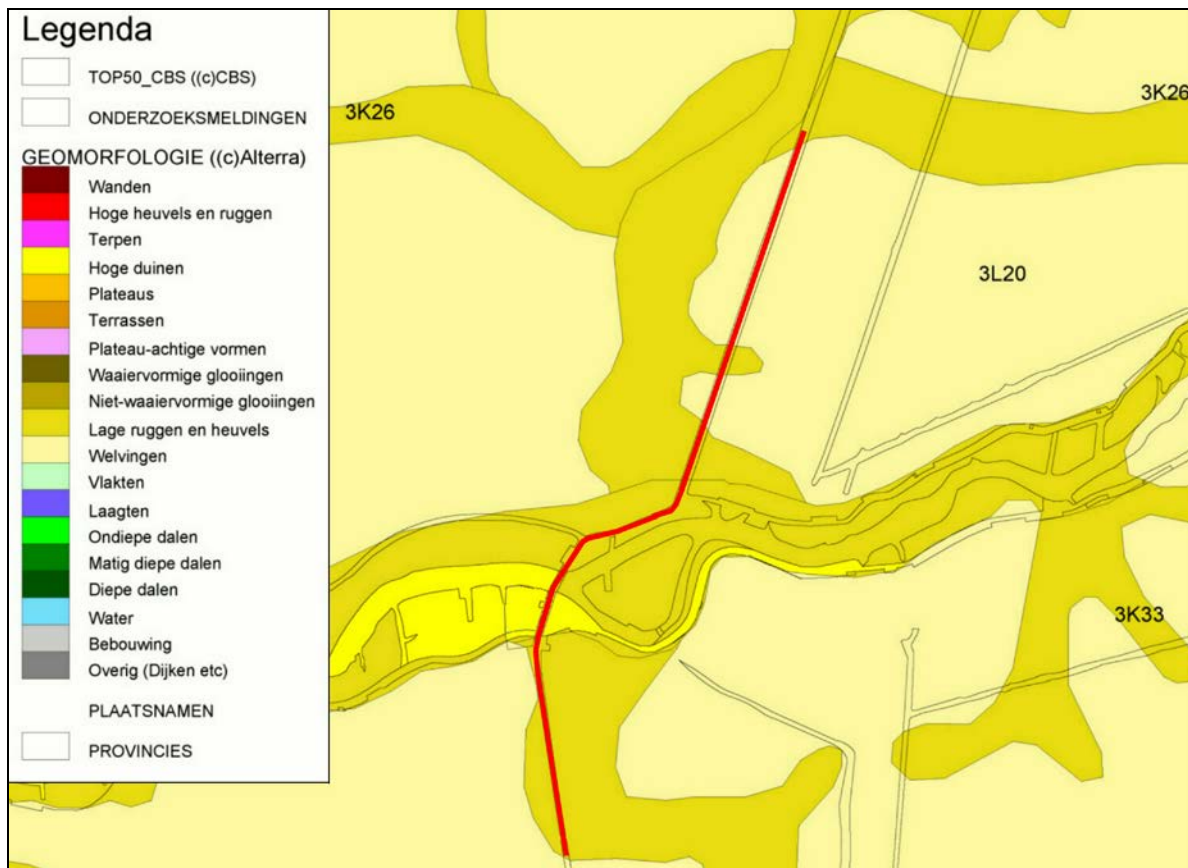 Legenda
TOP50_CBS ((c)CBS)
ONDERZOEKSMELDINGEN
GEOMORFOLOGIE ((c)Alterra)
Wanden
Hoge heuvels en ruggen
Terpen
Hoge duinen
Plateaus
Terrassen
Plateau-achtige vormen
Waaiervormige glooiingen
Niet-waaiervormige glooiingen
Lage ruggen en heuvels
Welvingen
Vlakten
Laagten
Ondiepe dalen
Matig diepe dalen
Diepe dalen
Water
Bebouwing
Overig (Dijken etc)
PLAATSNAMEN
PROVINCIES
3K26
3K26
3L20
3K33